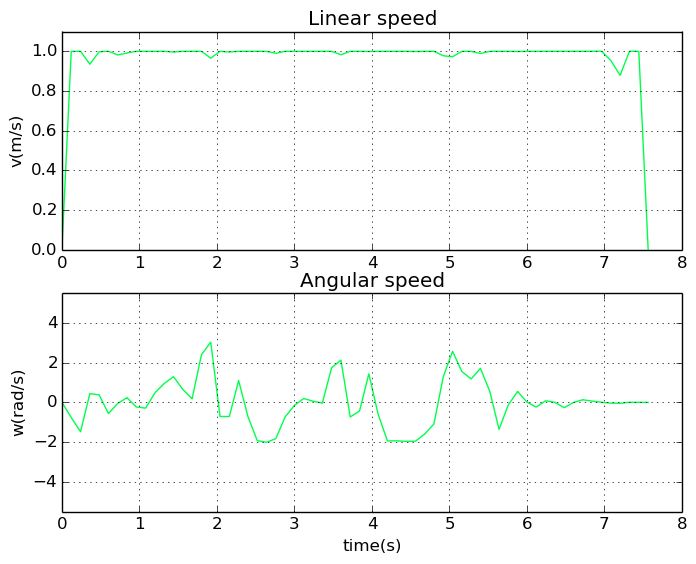 Linear speed
1.0
0.8
0.6
0.4
0.2
0.0
v(m/s)
0 1 2 3 4 5 6 7 8
Angular speed
4
2
0
−2
−4
w(rad/s)
0 1 2 3 4 5 6 7 8
time(s)